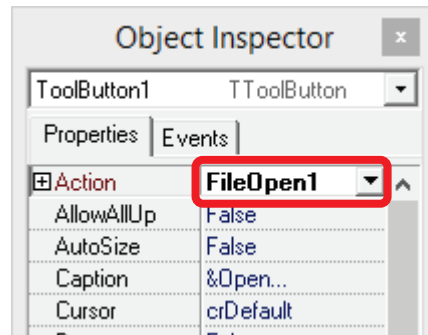 Object Inspector x
ToolButton1 TToolButton
Properties Events
Action FileOpen1
AllowAllUp False
AutoSize False
Caption &Open...
Cursor crDefault